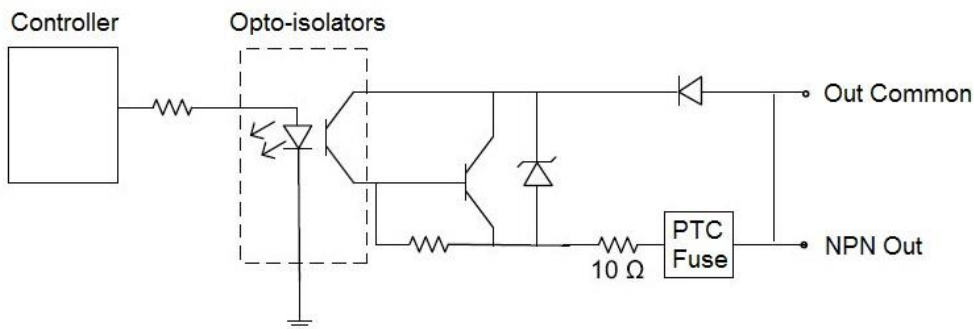 Controller
Opto-isolators
Out Common
PTC
Fuse
NPN Out
10 Ω